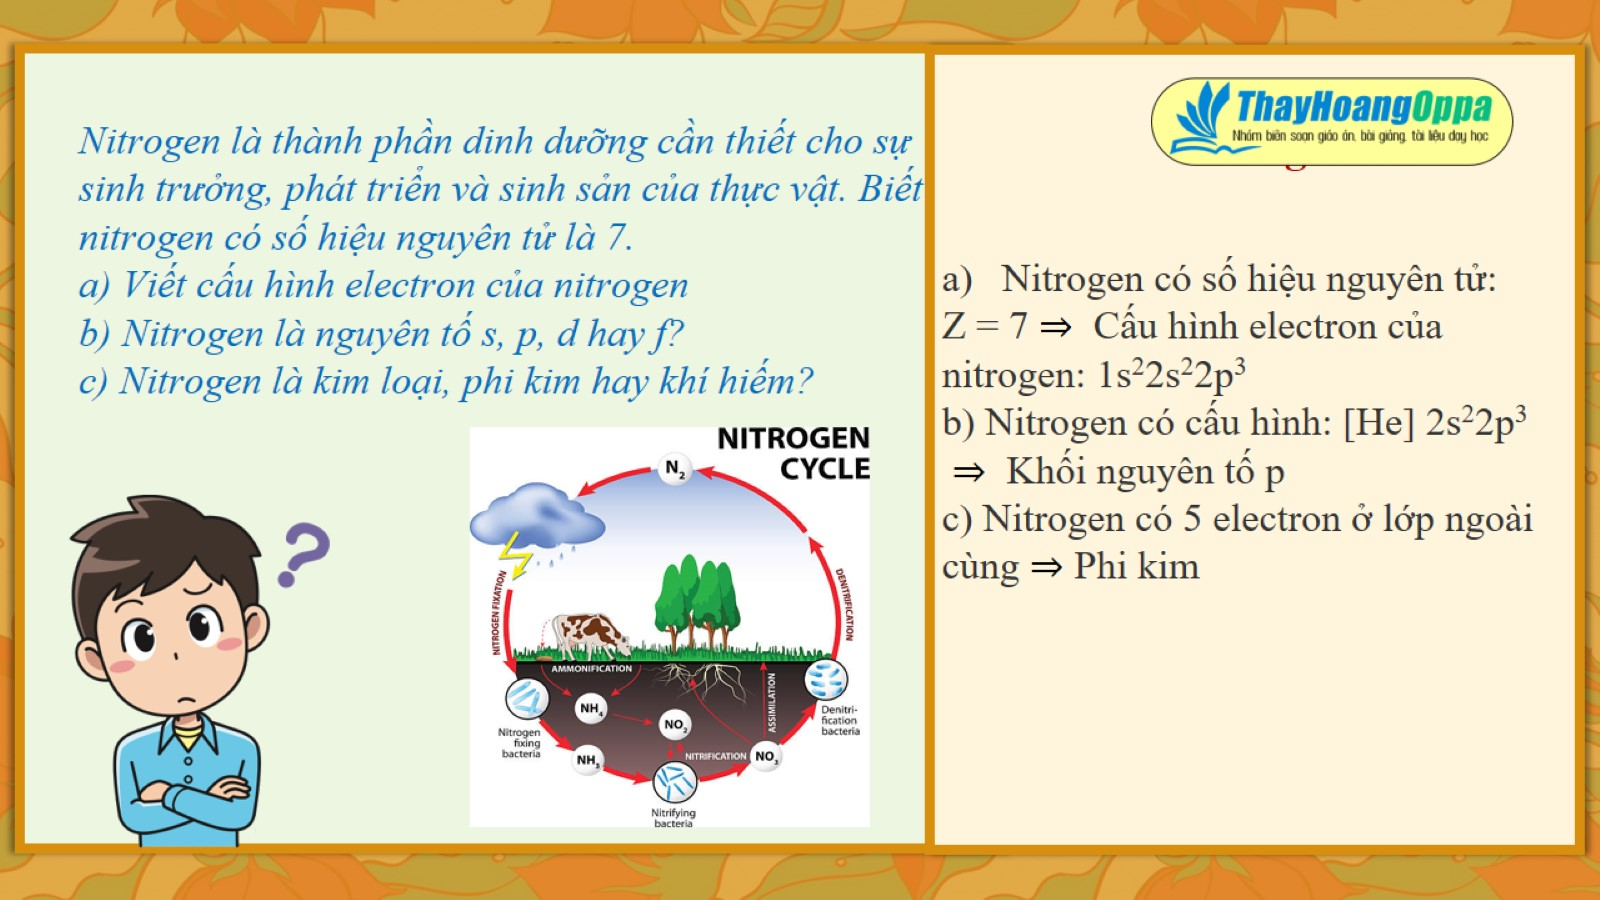 Nitrogen là thành phần dinh dưỡng cần thiết cho sự
sinh trưởng, phát triển và sinh sản của thực vật. Biết
nitrogen có số hiệu nguyên tử là 7.
a) Viết cấu hình electron của nitrogen
b) Nitrogen là nguyên tố s, p, d hay f?
c) Nitrogen là kim loại, phi kim hay khí hiếm?
NITROGEN
CYCLE
N₂
NITROGEN FIXATION
DENITRIFICATION
AMMONIFICATION
NH₄
NO₂
ASSIMILATION
Nitrogen
fixing
bacteria
NH₃
NITRIFICATION
NO₃
Denitri-
fication
bacteria
Nitrifying
bacteria
ThayHoangOppa
Nhóm biên soạn giáo án, bài giảng, tài liệu dạy học
a) Nitrogen có số hiệu nguyên tử:
Z = 7 ⇒ Cấu hình electron của
nitrogen: 1s²2s²2p³
b) Nitrogen có cấu hình: [He] 2s²2p³
⇒ Khối nguyên tố p
c) Nitrogen có 5 electron ở lớp ngoài
cùng ⇒ Phi kim